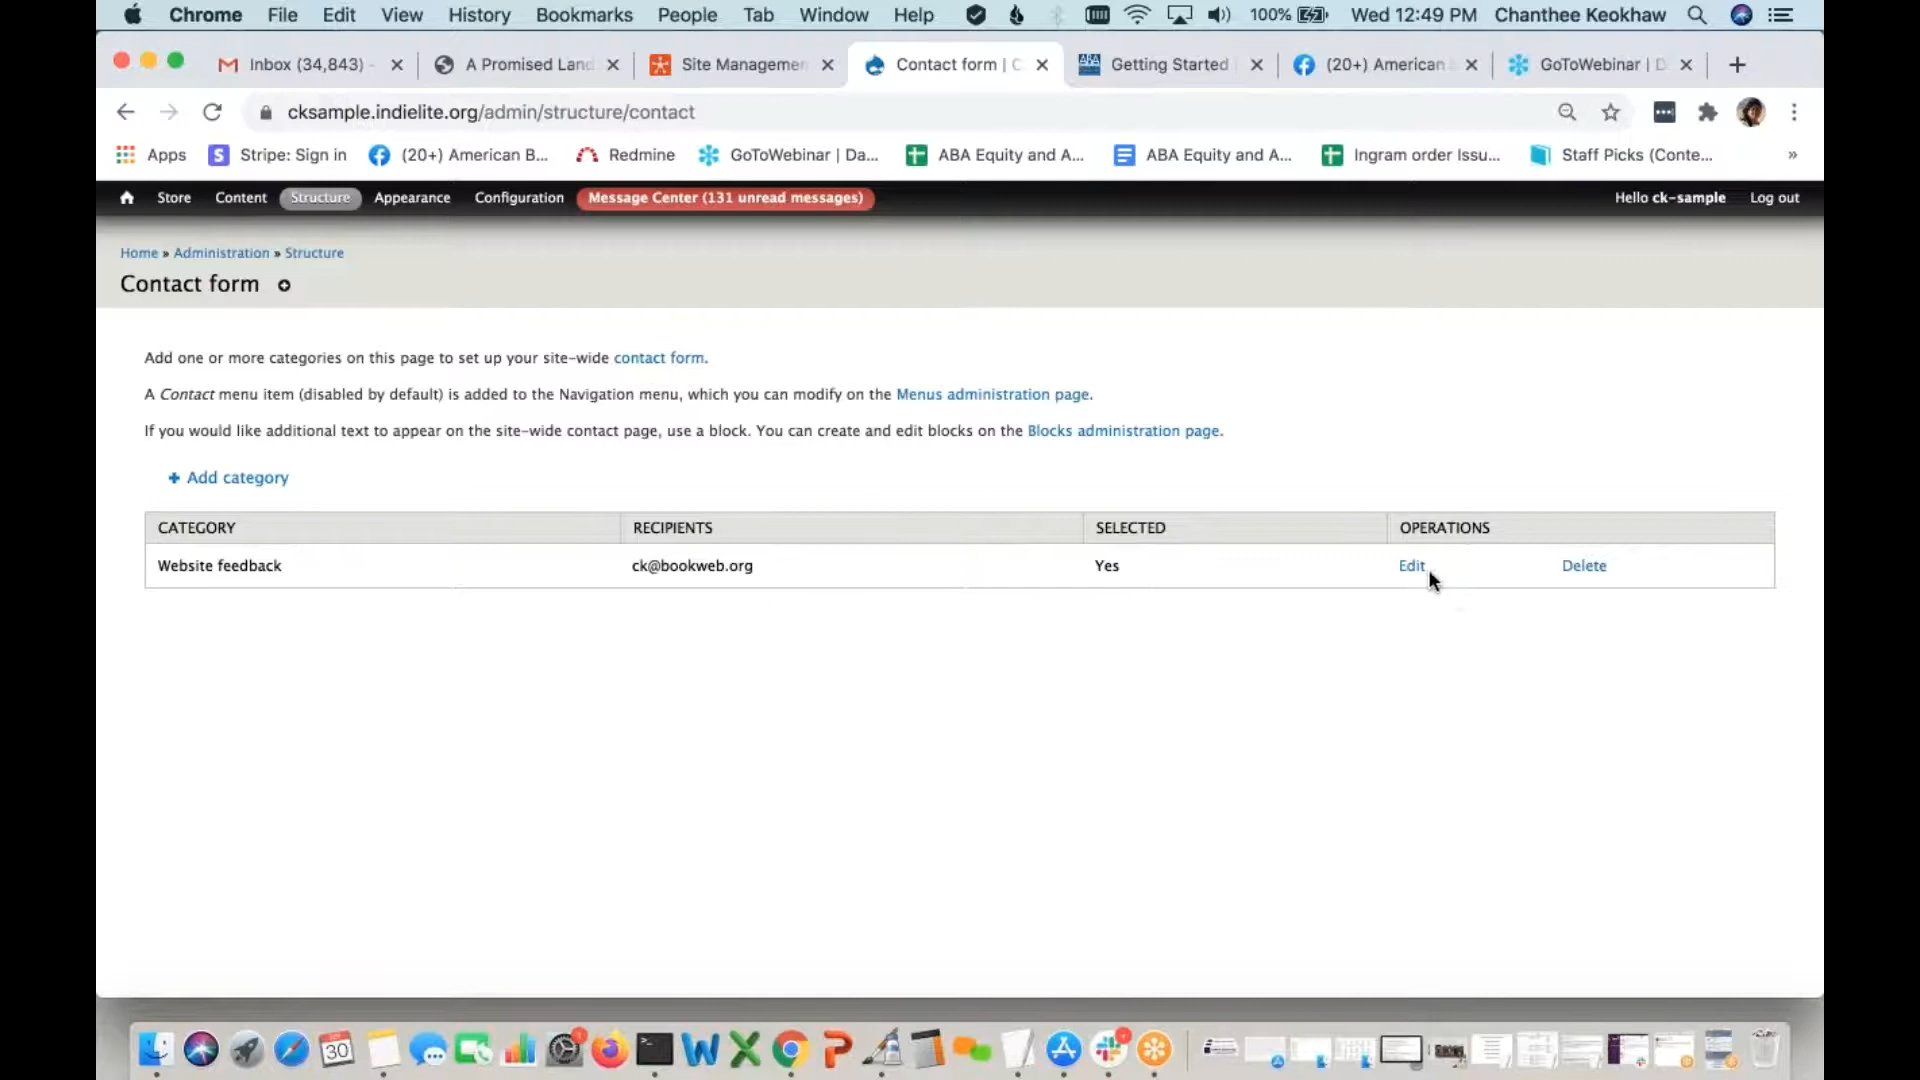 Chrome File Edit View History Bookmarks People Tab Window Help 100% Wed 12:49 PM Chanthee Keokhaw
Inbox (34,843) - A Promised Land Site Managemen Contact form | C Getting Started (20+) American GoToWebinar | D
cksample.indielite.org/admin/structure/contact
Apps Stripe: Sign in (20+) American B... Redmine GoToWebinar | Da... ABA Equity and A... ABA Equity and A... Ingram order Issu... Staff Picks (Conte... »
Store Content Structure Appearance Configuration Message Center (131 unread messages) Hello ck-sample Log out
Home » Administration » Structure
Contact form
Add one or more categories on this page to set up your site-wide contact form.
A Contact menu item (disabled by default) is added to the Navigation menu, which you can modify on the Menus administration page.
If you would like additional text to appear on the site-wide contact page, use a block. You can create and edit blocks on the Blocks administration page.
+ Add category
CATEGORY RECIPIENTS SELECTED OPERATIONS
Website feedback ck@bookweb.org Yes Edit Delete
30